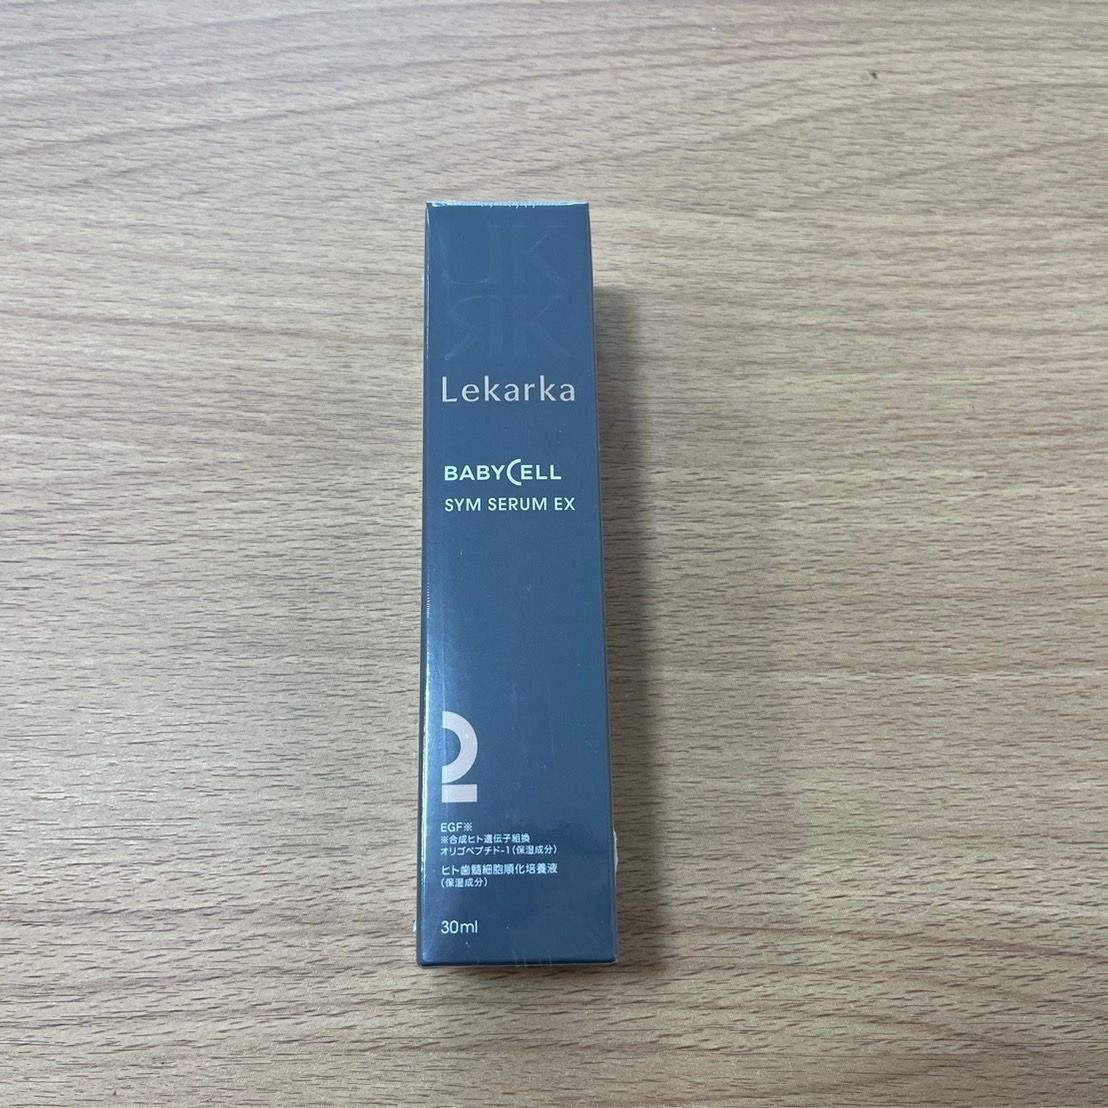 Lekarka
BABYCELL
SYM SERUM EX
2
EGF※
※合成ヒト遺伝子組換
オリゴペプチド-1(保湿成分)
ヒト歯髄細胞順化培養液
(保湿成分)
30ml